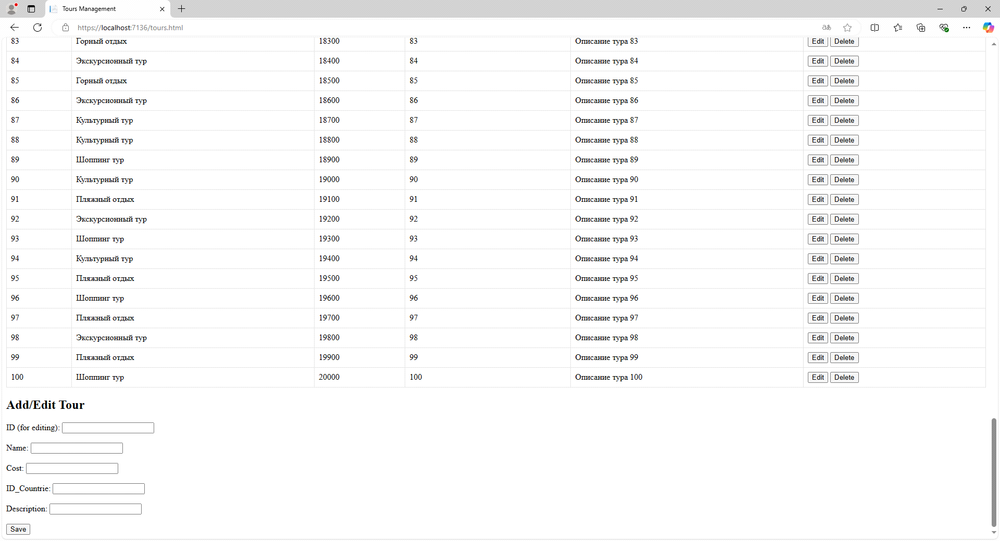 Tours Management
https://localhost:7136/tours.html
83 Горный отдых 18300 83 Описание тура 83 Edit Delete
84 Экскурсионный тур 18400 84 Описание тура 84 Edit Delete
85 Горный отдых 18500 85 Описание тура 85 Edit Delete
86 Экскурсионный тур 18600 86 Описание тура 86 Edit Delete
87 Культурный тур 18700 87 Описание тура 87 Edit Delete
88 Культурный тур 18800 88 Описание тура 88 Edit Delete
89 Шоппинг тур 18900 89 Описание тура 89 Edit Delete
90 Культурный тур 19000 90 Описание тура 90 Edit Delete
91 Пляжный отдых 19100 91 Описание тура 91 Edit Delete
92 Экскурсионный тур 19200 92 Описание тура 92 Edit Delete
93 Шоппинг тур 19300 93 Описание тура 93 Edit Delete
94 Культурный тур 19400 94 Описание тура 94 Edit Delete
95 Пляжный отдых 19500 95 Описание тура 95 Edit Delete
96 Шоппинг тур 19600 96 Описание тура 96 Edit Delete
97 Пляжный отдых 19700 97 Описание тура 97 Edit Delete
98 Экскурсионный тур 19800 98 Описание тура 98 Edit Delete
99 Пляжный отдых 19900 99 Описание тура 99 Edit Delete
100 Шоппинг тур 20000 100 Описание тура 100 Edit Delete
Add/Edit Tour
ID (for editing):
Name:
Cost:
ID_Countrie:
Description:
Save